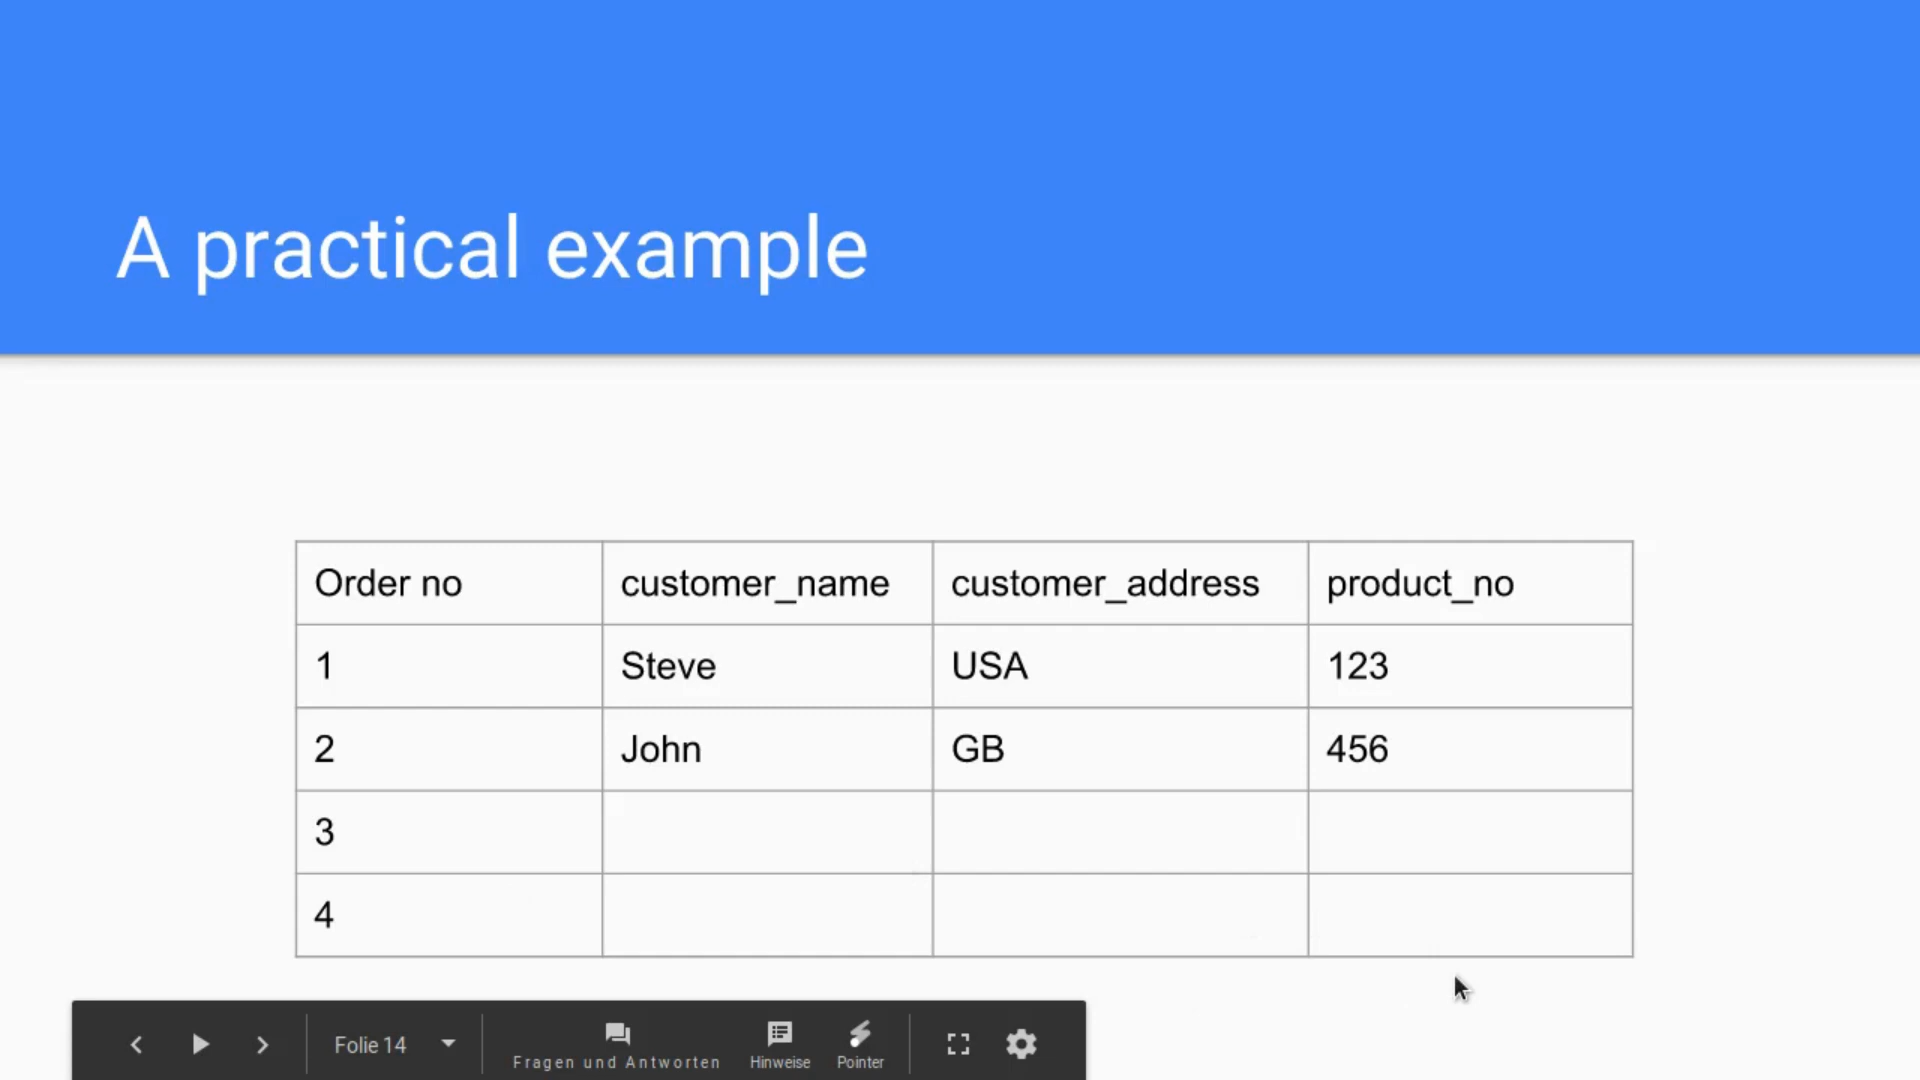 A practical example
Order no customer_name customer_address product_no
1 Steve USA 123
2 John GB 456
3
4
Folie 14
Fragen und Antworten Hinweise Pointer